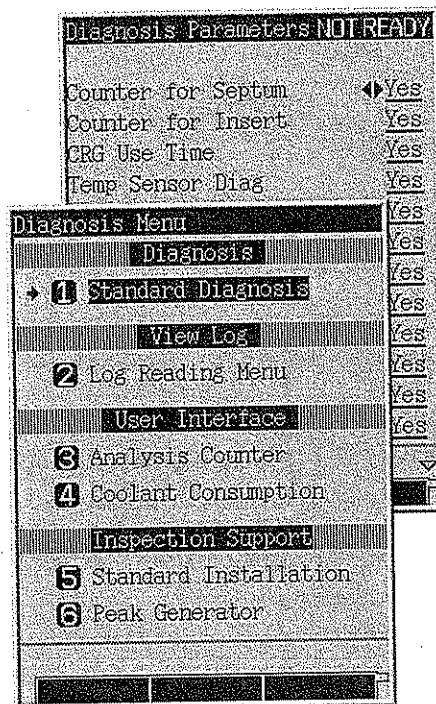 Diagnosis Parameters NOT READY
Counter for Septum Yes
Counter for Insert Yes
CRG Use Time Yes
Temp Sensor Diag Yes
Yes
Yes
Yes
Yes
Yes
Yes
Yes
Yes
Diagnosis Menu
Diagnosis
1 Standard Diagnosis
View Log
2 Log Reading Menu
User Interface
3 Analysis Counter
4 Coolant Consumption
Inspection Support
5 Standard Installation
6 Peak Generator